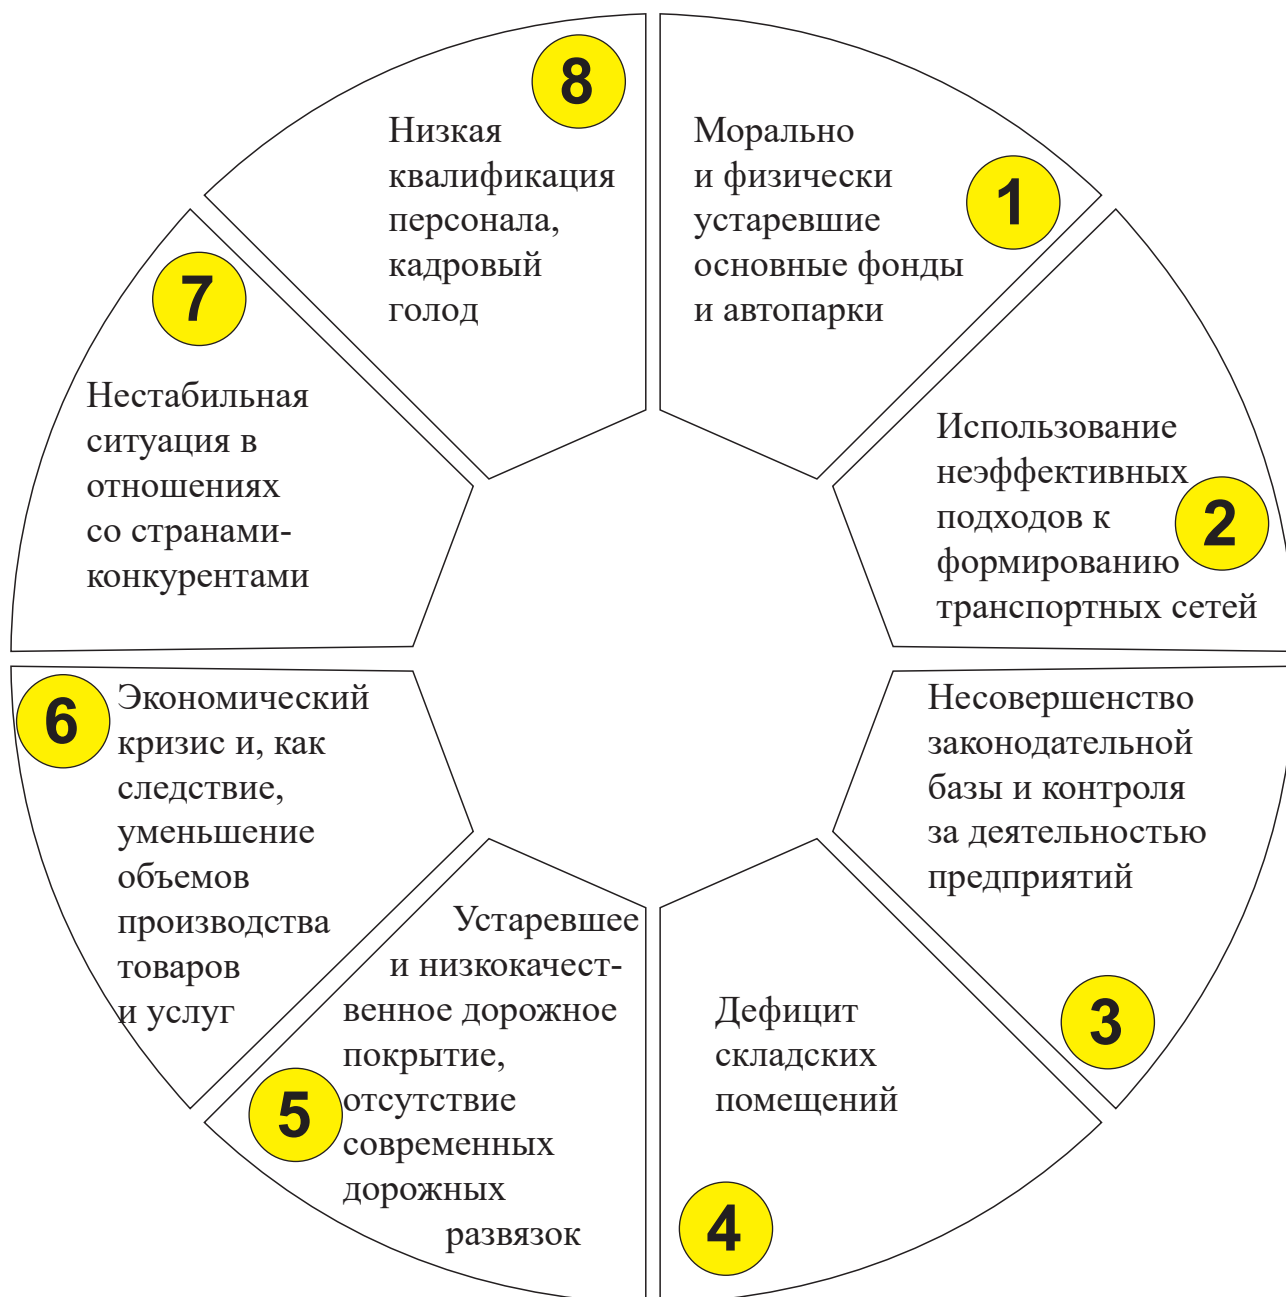 1
Морально
и физически
устаревшие
основные фонды
и автопарки
2
Использование
неэффективных
подходов к
формированию
транспортных сетей
3
Несовершенство
законодательной
базы и контроля
за деятельностью
предприятий
4
Дефицит
складских
помещений
5
Устаревшее
и низкокачест-
венное дорожное
покрытие,
отсутствие
современных
дорожных
развязок
6
Экономический
кризис и, как
следствие,
уменьшение
объемов
производства
товаров
и услуг
7
Нестабильная
ситуация в
отношениях
со странами-
конкурентами
8
Низкая
квалификация
персонала,
кадровый
голод